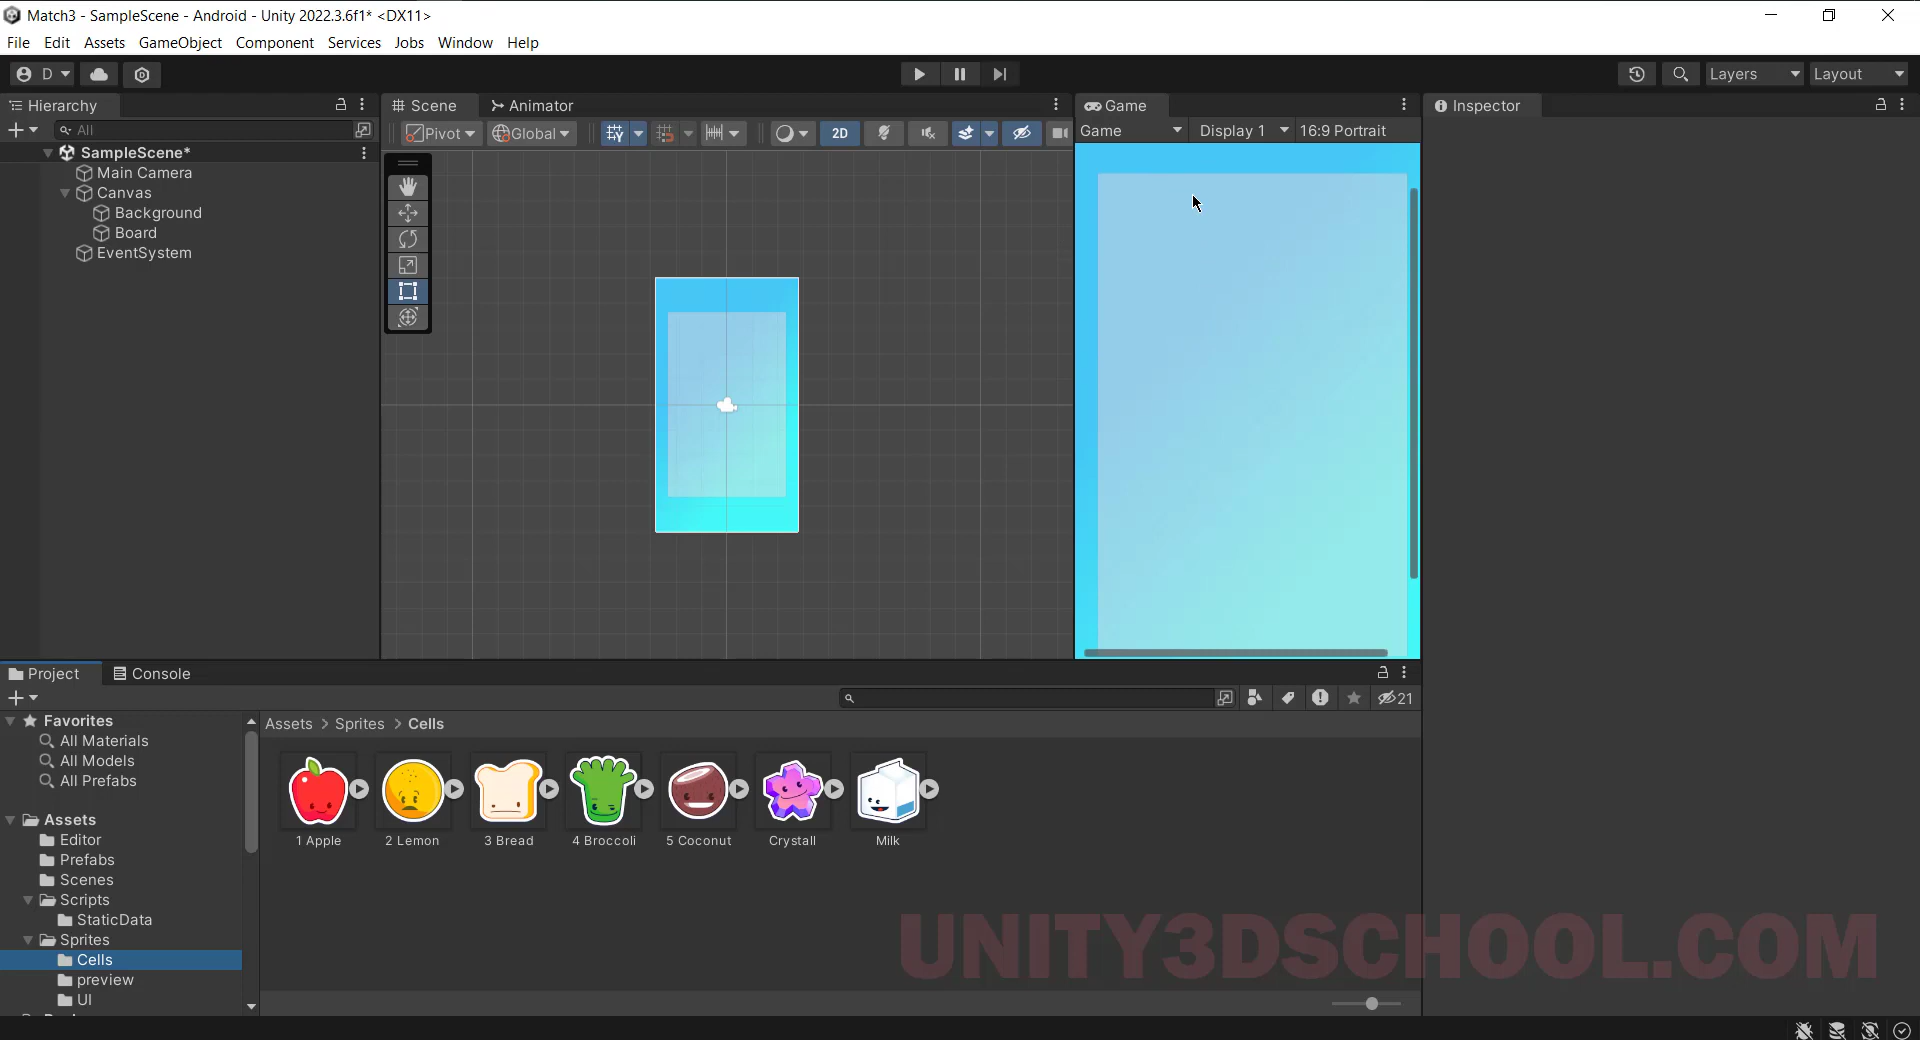 Match3 - SampleScene - Android - Unity 2022.3.6f1* <DX11>
File Edit Assets GameObject Component Services Jobs Window Help
D
Layers Layout
Hierarchy
All
SampleScene*
Main Camera
Canvas
Background
Board
EventSystem
Scene Animator
Pivot Global 2D
Game
Game Display 1 16:9 Portrait
Inspector
Project Console
21
Favorites
All Materials
All Models
All Prefabs
Assets
Editor
Prefabs
Scenes
Scripts
StaticData
Sprites
Cells
preview
UI
Assets > Sprites > Cells
1 Apple 2 Lemon 3 Bread 4 Broccoli 5 Coconut Crystall Milk
UNITY3DSCHOOL.COM